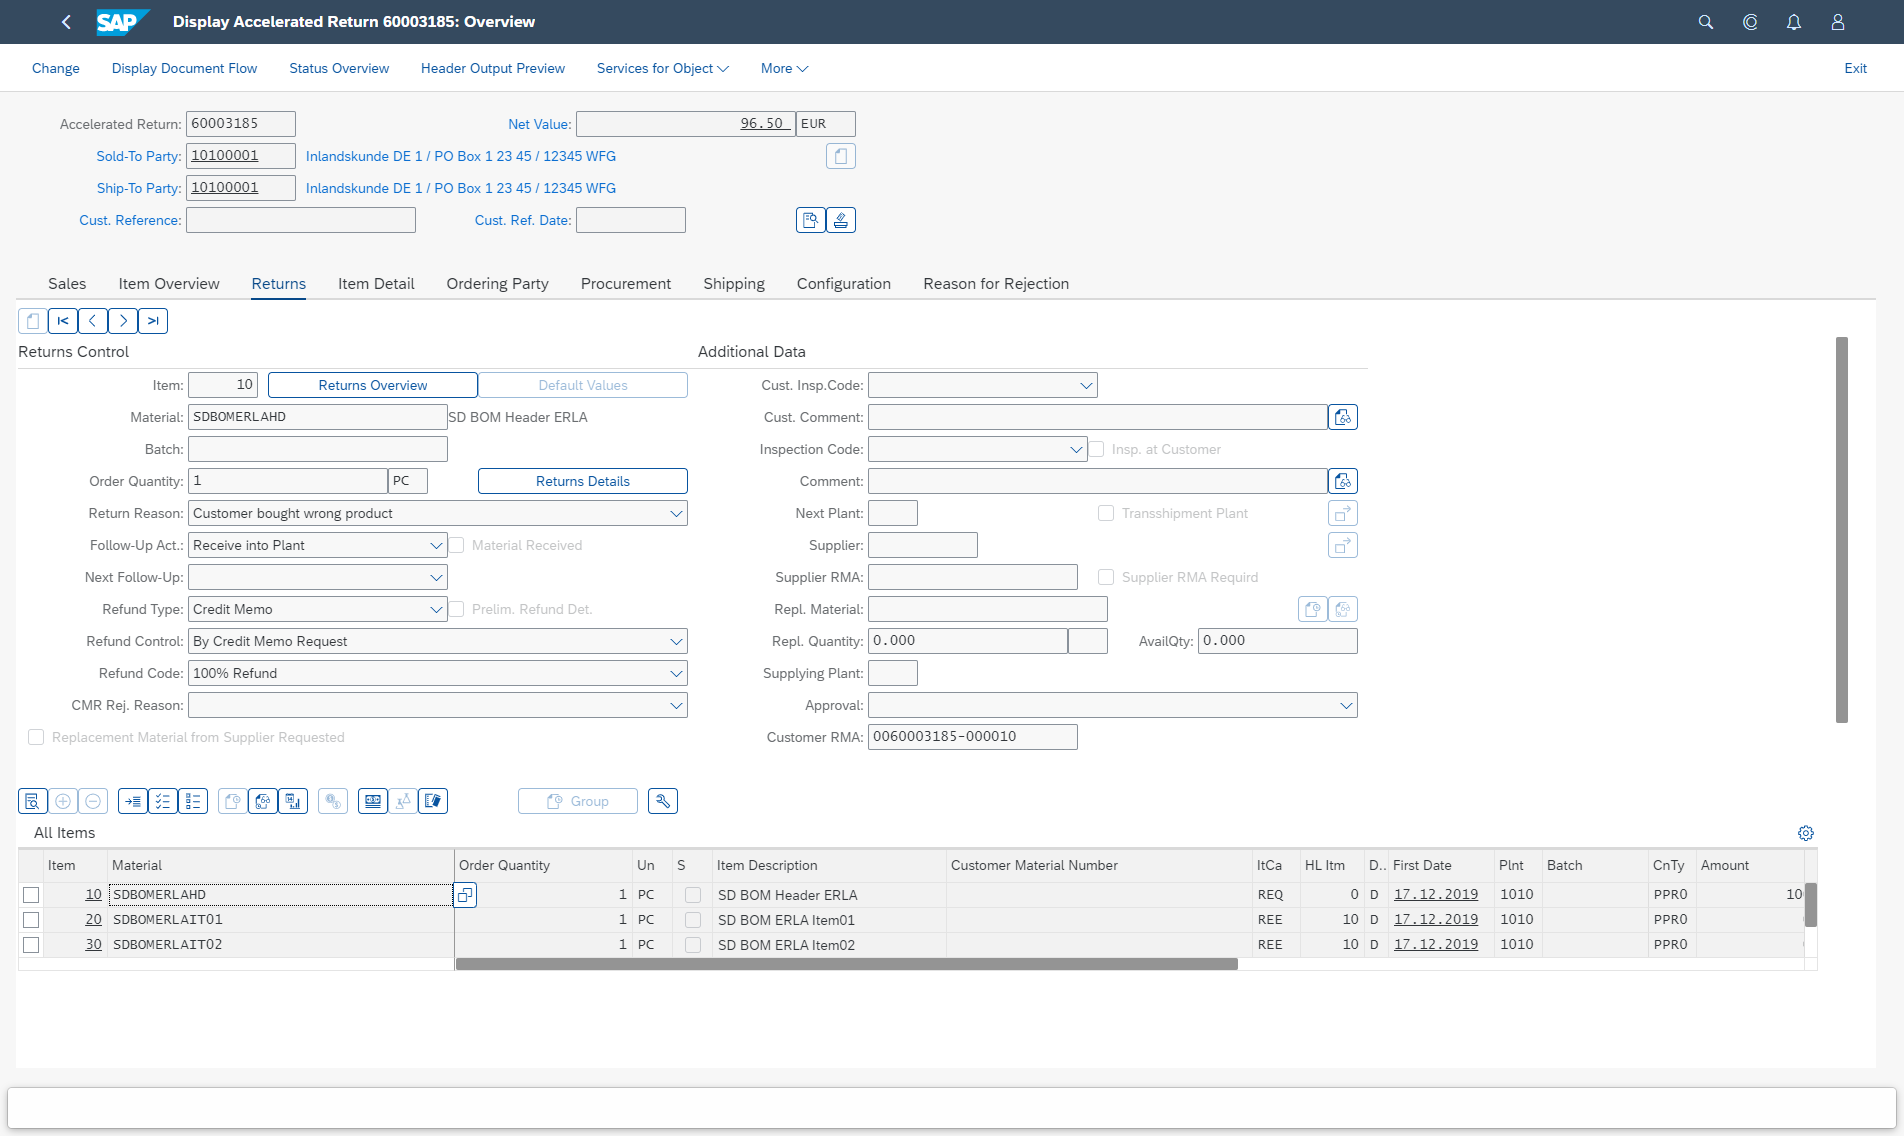 SAP Display Accelerated Return 60003185: Overview
Change Display Document Flow Status Overview Header Output Preview Services for Object More Exit
Accelerated Return: 60003185 Net Value: 96.50 EUR
Sold-To Party: 10100001 Inlandskunde DE 1 / PO Box 1 23 45 / 12345 WFG
Ship-To Party: 10100001 Inlandskunde DE 1 / PO Box 1 23 45 / 12345 WFG
Cust. Reference: Cust. Ref. Date:
Sales Item Overview Returns Item Detail Ordering Party Procurement Shipping Configuration Reason for Rejection
Returns Control Additional Data
Item: 10 Returns Overview Default Values Cust. Insp.Code:
Material: SDBOMERLAHD SD BOM Header ERLA Cust. Comment:
Batch: Inspection Code: Insp. at Customer
Order Quantity: 1 PC Returns Details Comment:
Return Reason: Customer bought wrong product Next Plant: Transshipment Plant
Follow-Up Act.: Receive into Plant Material Received Supplier:
Next Follow-Up: Supplier RMA: Supplier RMA Requird
Refund Type: Credit Memo Prelim. Refund Det. Repl. Material:
Refund Control: By Credit Memo Request Repl. Quantity: 0.000 AvailQty: 0.000
Refund Code: 100% Refund Supplying Plant:
CMR Rej. Reason: Approval:
Replacement Material from Supplier Requested Customer RMA: 0060003185-000010
Group
All Items
Item Material Order Quantity Un S Item Description Customer Material Number ItCa HL Itm D.. First Date Plnt Batch CnTy Amount
10 SDBOMERLAHD 1 PC SD BOM Header ERLA REQ 0 D 17.12.2019 1010 PPR0 10
20 SDBOMERLAIT01 1 PC SD BOM ERLA Item01 REE 10 D 17.12.2019 1010 PPR0
30 SDBOMERLAIT02 1 PC SD BOM ERLA Item02 REE 10 D 17.12.2019 1010 PPR0